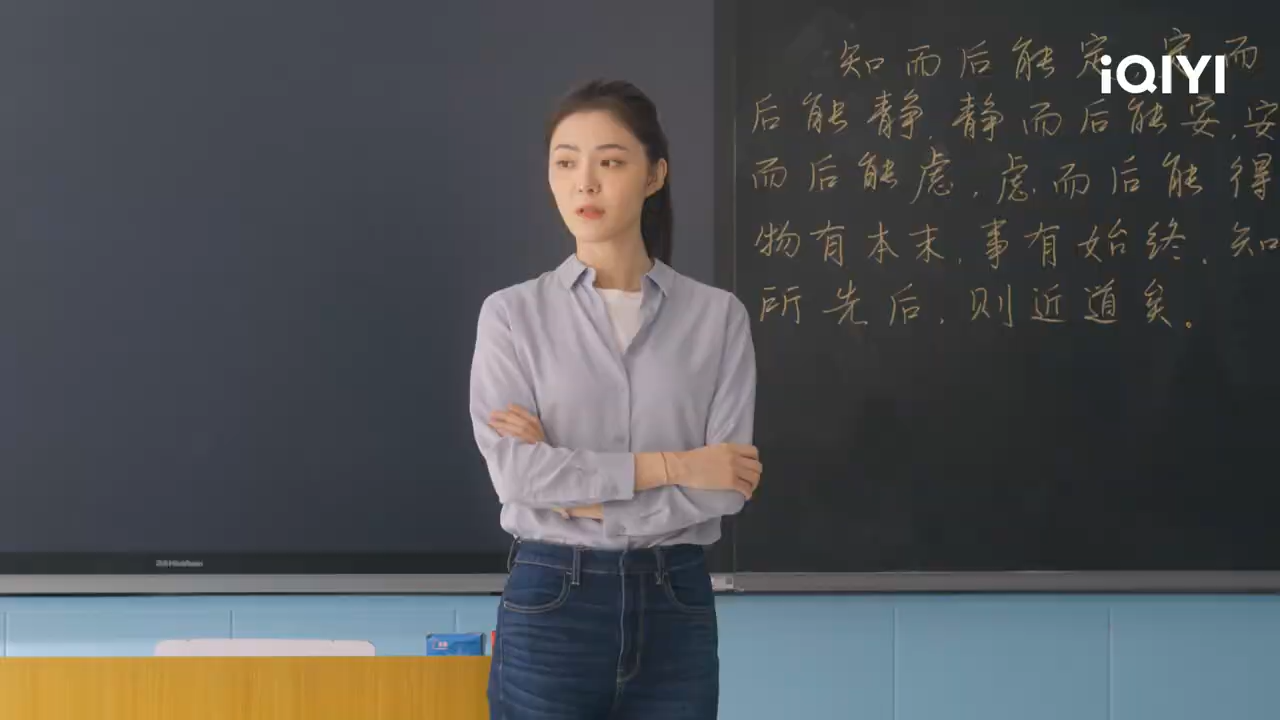 知而后能定,定而
iQIYI
后能静,静而后能安,安
而后能虑,虑而后能得
物有本末,事有始终,知
所先后,则近道矣。